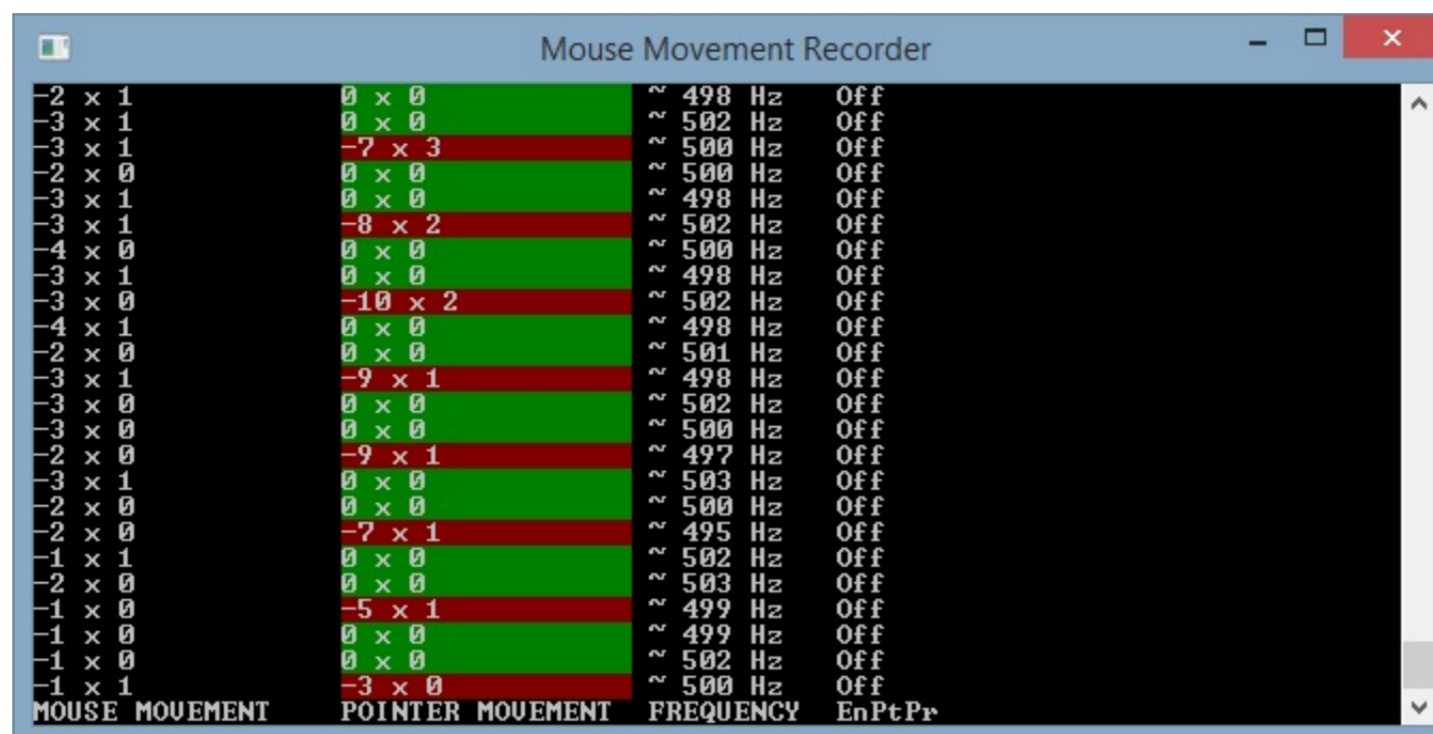 Mouse Movement Recorder
-2 x 1 0 x 0 ~ 498 Hz Off
-3 x 1 0 x 0 ~ 502 Hz Off
-3 x 1 -7 x 3 ~ 500 Hz Off
-2 x 0 0 x 0 ~ 500 Hz Off
-3 x 1 0 x 0 ~ 498 Hz Off
-3 x 1 -8 x 2 ~ 502 Hz Off
-4 x 0 0 x 0 ~ 500 Hz Off
-3 x 1 0 x 0 ~ 498 Hz Off
-3 x 0 -10 x 2 ~ 502 Hz Off
-4 x 1 0 x 0 ~ 498 Hz Off
-2 x 0 0 x 0 ~ 501 Hz Off
-3 x 1 -9 x 1 ~ 498 Hz Off
-3 x 0 0 x 0 ~ 502 Hz Off
-3 x 0 0 x 0 ~ 500 Hz Off
-2 x 0 -9 x 1 ~ 497 Hz Off
-3 x 1 0 x 0 ~ 503 Hz Off
-2 x 0 0 x 0 ~ 500 Hz Off
-2 x 0 -7 x 1 ~ 495 Hz Off
-1 x 1 0 x 0 ~ 502 Hz Off
-2 x 0 0 x 0 ~ 503 Hz Off
-1 x 0 -5 x 1 ~ 499 Hz Off
-1 x 0 0 x 0 ~ 499 Hz Off
-1 x 0 0 x 0 ~ 502 Hz Off
-1 x 1 -3 x 0 ~ 500 Hz Off
MOUSE MOVEMENT POINTER MOVEMENT FREQUENCY EnPtPr